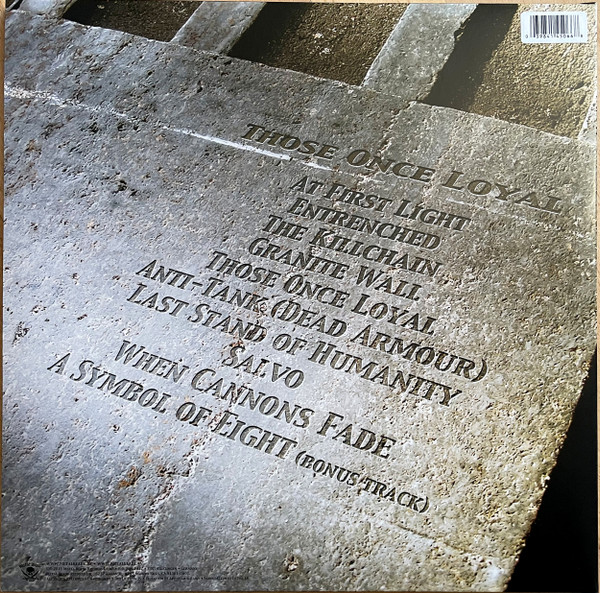 THOSE ONCE LOYAL
AT FIRST LIGHT
ENTRENCHED
THE KILLCHAIN
GRANITE WALL
THOSE ONCE LOYAL
ANTI-TANK (DEAD ARMOUR)
LAST STAND OF HUMANITY
SALVO
WHEN CANNONS FADE
A SYMBOL OF EIGHT (BONUS TRACK)